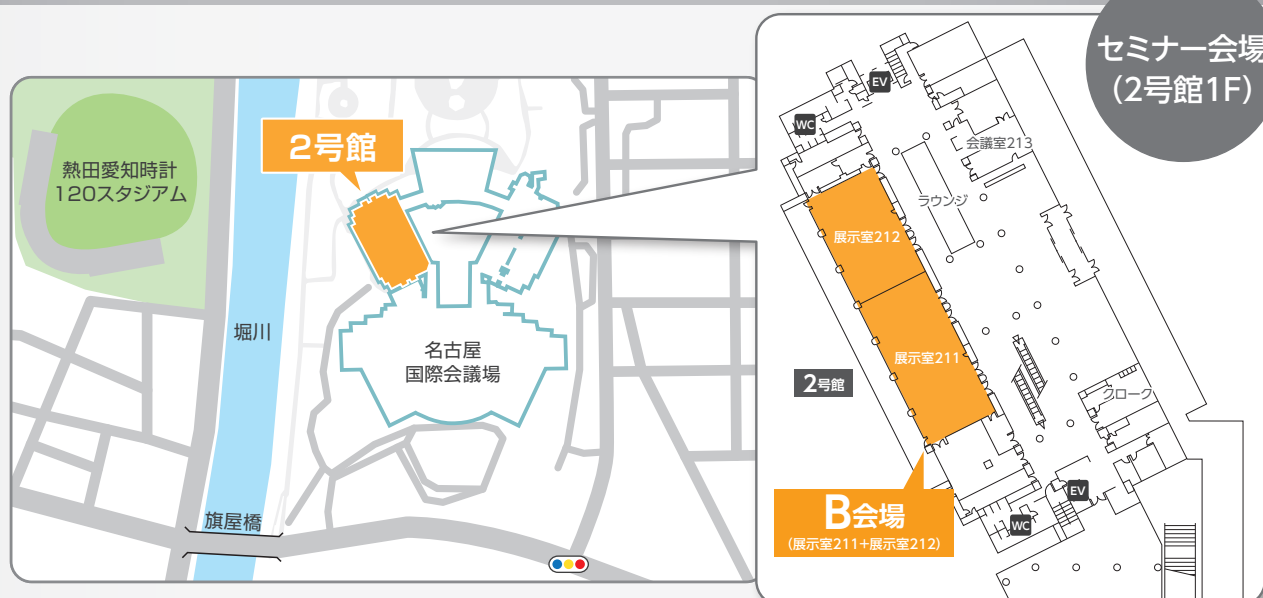 セミナー会場
(2号館1F)
2号館
熱田愛知時計
120スタジアム
堀川
名古屋
国際会議場
旗屋橋
EV
WC
会議室213
ラウンジ
展示室212
展示室211
2号館
クローク
B会場
(展示室211+展示室212)
EV
WC